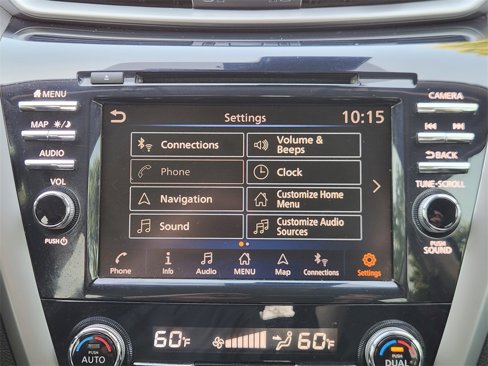 MENU
CAMERA
Settings 10:15
MAP
Connections
Volume & Beeps
AUDIO
BACK
Phone
Clock
VOL
TUNE-SCROLL
Navigation
Customize Home Menu
Sound
Customize Audio Sources
PUSH
PUSH SOUND
Phone Info Audio MENU Map Connections Settings
60°F 60°F
PUSH AUTO
PUSH DUAL